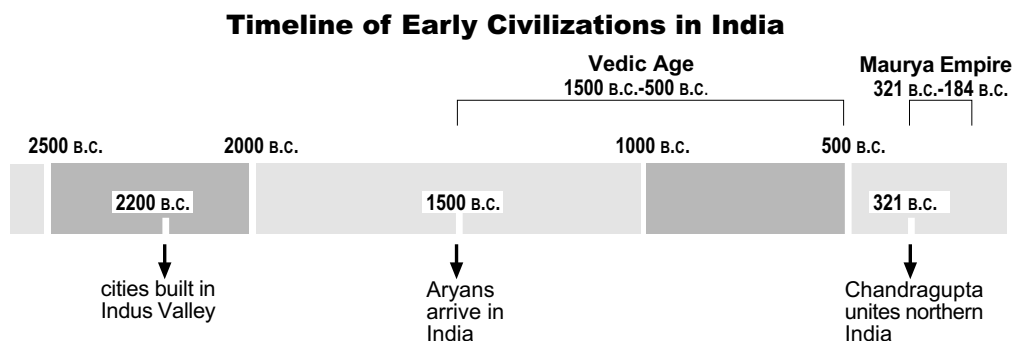 Timeline of Early Civilizations in India
Vedic Age
1500 B.C.-500 B.C.
Maurya Empire
321 B.C.-184 B.C.
2500 B.C.
2000 B.C.
1000 B.C.
500 B.C.
2200 B.C.
1500 B.C.
321 B.C.
cities built in
Indus Valley
Aryans
arrive in
India
Chandragupta
unites northern
India